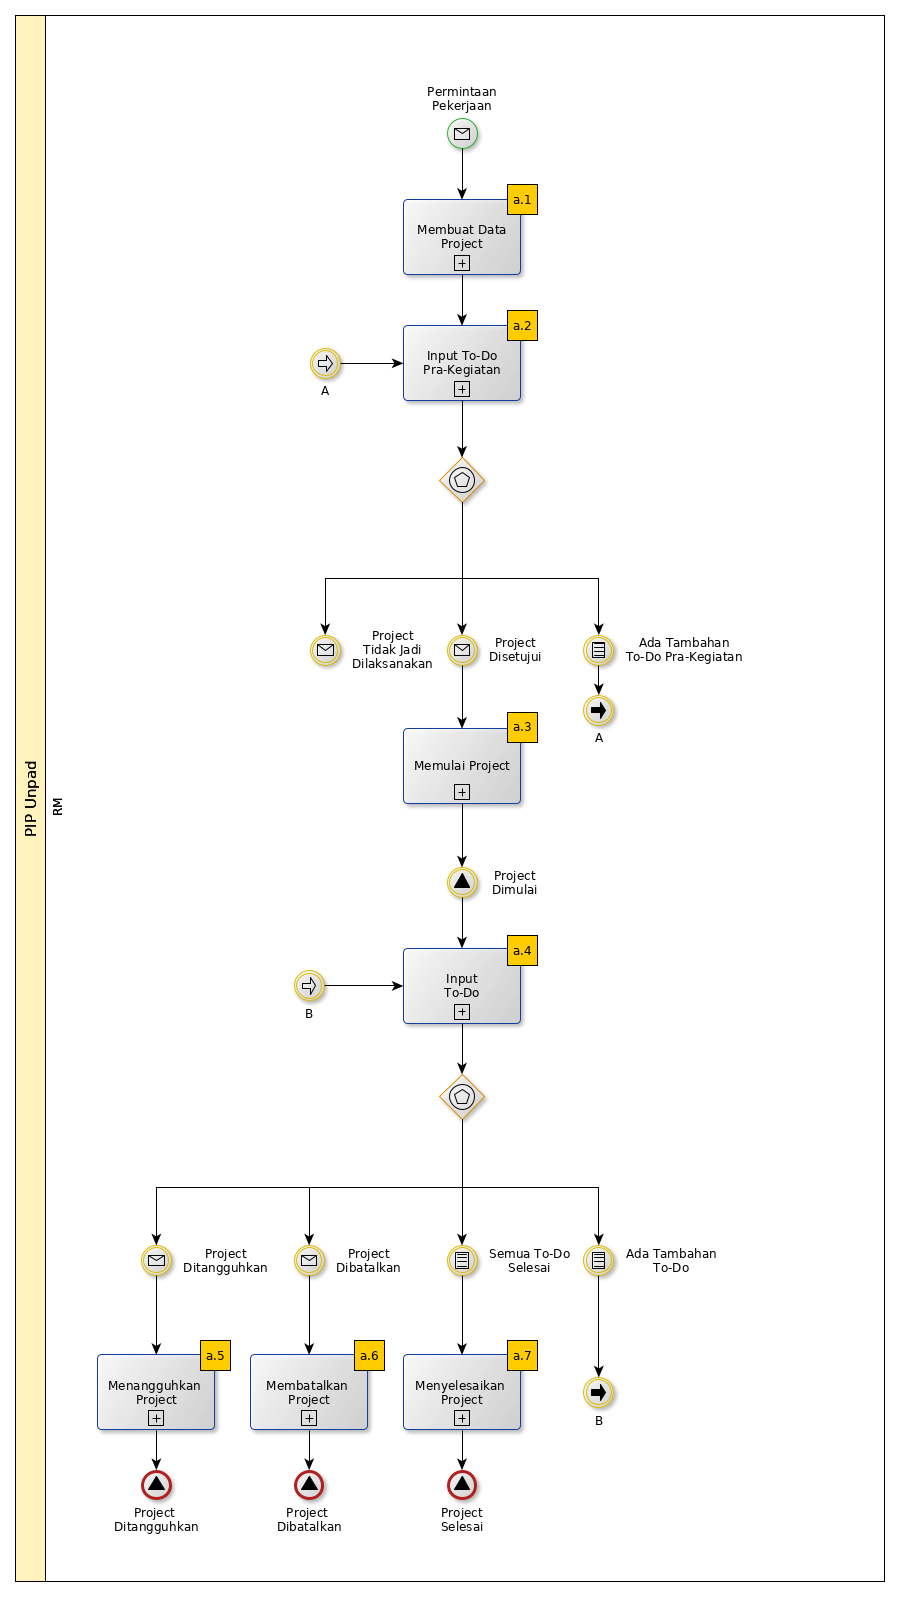 PIP Unpad
RM
Permintaan
Pekerjaan
a.1
Membuat Data
Project
a.2
Input To-Do
Pra-Kegiatan
A
Project
Tidak Jadi
Dilaksanakan
Project
Disetujui
Ada Tambahan
To-Do Pra-Kegiatan
A
a.3
Memulai Project
Project
Dimulai
a.4
Input
To-Do
B
Project
Ditangguhkan
Project
Dibatalkan
Semua To-Do
Selesai
Ada Tambahan
To-Do
a.5
Menangguhkan
Project
a.6
Membatalkan
Project
a.7
Menyelesaikan
Project
B
Project
Ditangguhkan
Project
Dibatalkan
Project
Selesai